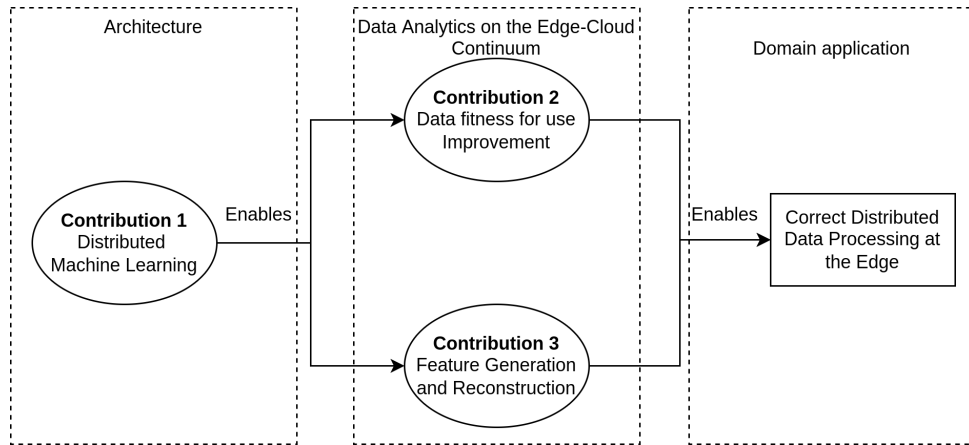 Architecture
Data Analytics on the Edge-Cloud
Continuum
Domain application
Contribution 1
Distributed
Machine Learning
Enables
Contribution 2
Data fitness for use
Improvement
Contribution 3
Feature Generation
and Reconstruction
Enables
Correct Distributed
Data Processing at
the Edge